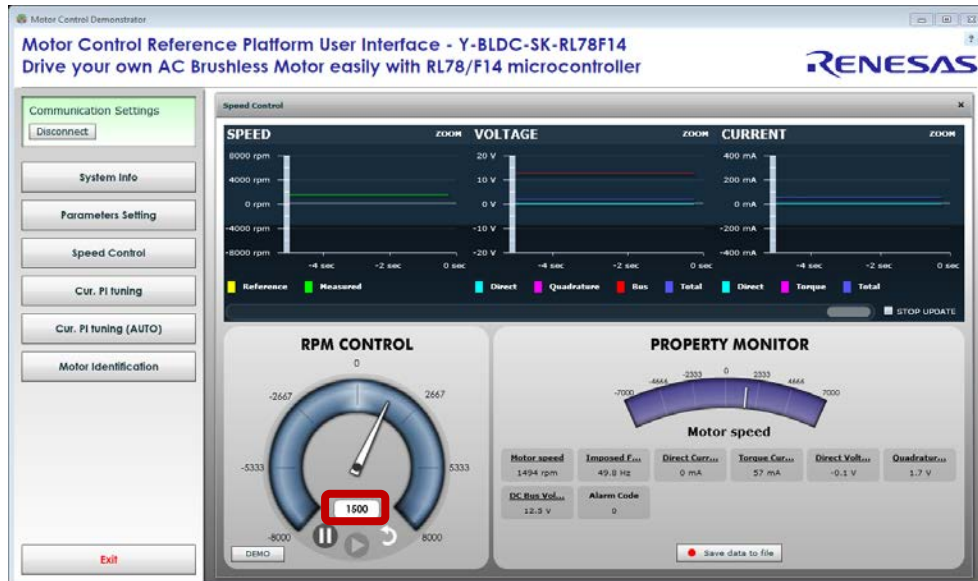 Motor Control Demonstrator
Motor Control Reference Platform User Interface - Y-BLDC-SK-RL78F14
Drive your own AC Brushless Motor easily with RL78/F14 microcontroller
?
RENESAS
Communication Settings
Disconnect
System Info
Parameters Setting
Speed Control
Cur. PI tuning
Cur. PI tuning (AUTO)
Motor Identification
Exit
Speed Control
x
SPEED
ZOOM
8000 rpm
4000 rpm
0 rpm
-4000 rpm
-8000 rpm
-4 sec
-2 sec
0 sec
Reference
Measured
VOLTAGE
ZOOM
20 V
10 V
0 V
-10 V
-20 V
-4 sec
-2 sec
0 sec
Direct
Quadrature
Bus
Total
CURRENT
ZOOM
400 mA
200 mA
0 mA
-200 mA
-400 mA
-4 sec
-2 sec
0 sec
Direct
Torque
Total
STOP UPDATE
RPM CONTROL
0
-2667
2667
-5333
5333
1500
-8000
8000
DEMO
PROPERTY MONITOR
-7000
-4666
-2333
0
2333
4666
7000
Motor speed
Motor speed
1494 rpm
Imposed F...
49.8 Hz
Direct Curr...
0 mA
Torque Cur...
57 mA
Direct Volt...
-0.1 V
Quadratur...
1.7 V
DC Bus Vol...
12.5 V
Alarm Code
0
Save data to file